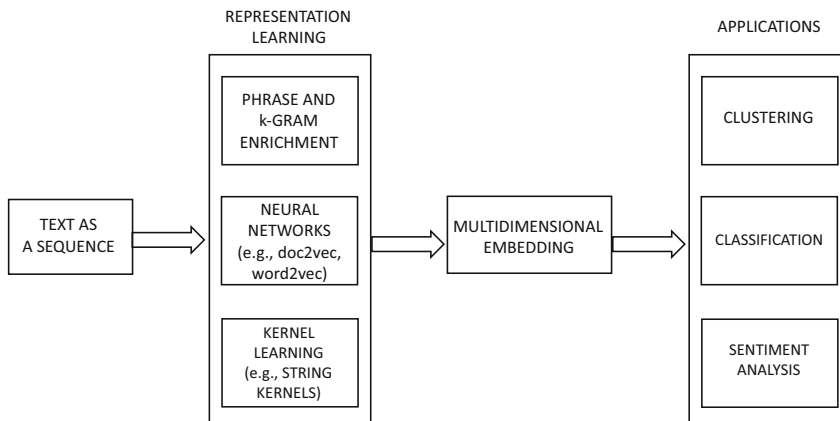 REPRESENTATION
LEARNING
PHRASE AND
k-GRAM
ENRICHMENT
TEXT AS
A SEQUENCE
NEURAL
NETWORKS
(e.g., doc2vec,
word2vec)
KERNEL
LEARNING
(e.g., STRING
KERNELS)
MULTIDIMENSIONAL
EMBEDDING
APPLICATIONS
CLUSTERING
CLASSIFICATION
SENTIMENT
ANALYSIS